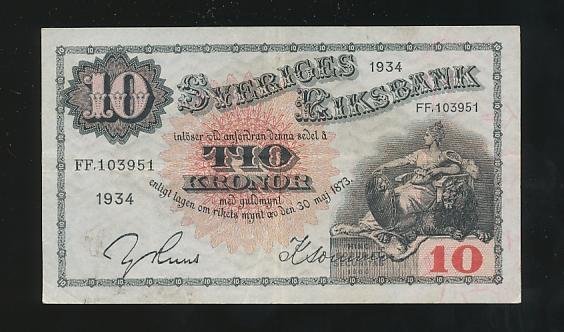 10
SVERIGES
RIKSBANK
1934
FF.103951
inlöser vid anfordran denna sedel å
TIO
KRONOR
FF.103951
1934
med guldmynt
enligt lagen om rikets mynt av den 30 maj 1873.
10